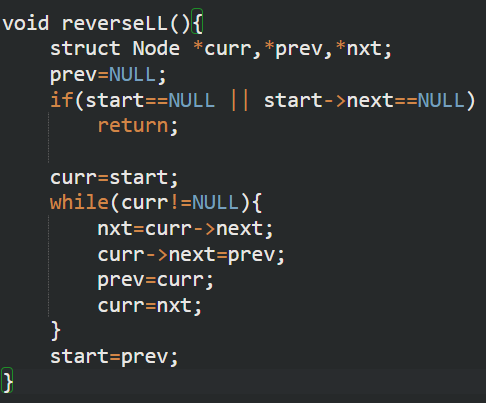 void reverseLL(){
    struct Node *curr,*prev,*nxt;
    prev=NULL;
    if(start==NULL || start->next==NULL)
        return;

    curr=start;
    while(curr!=NULL){
        nxt=curr->next;
        curr->next=prev;
        prev=curr;
        curr=nxt;
    }
    start=prev;
}